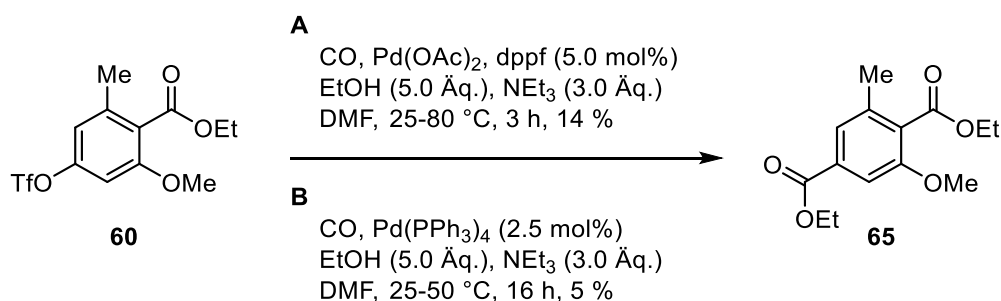 A
CO, Pd(OAc)₂, dppf (5.0 mol%)
EtOH (5.0 Äq.), NEt₃ (3.0 Äq.)
DMF, 25-80 °C, 3 h, 14 %
Me
O
OEt
OMe
TfO
60
B
CO, Pd(PPh₃)₄ (2.5 mol%)
EtOH (5.0 Äq.), NEt₃ (3.0 Äq.)
DMF, 25-50 °C, 16 h, 5 %
Me
O
OEt
O
OMe
OEt
65